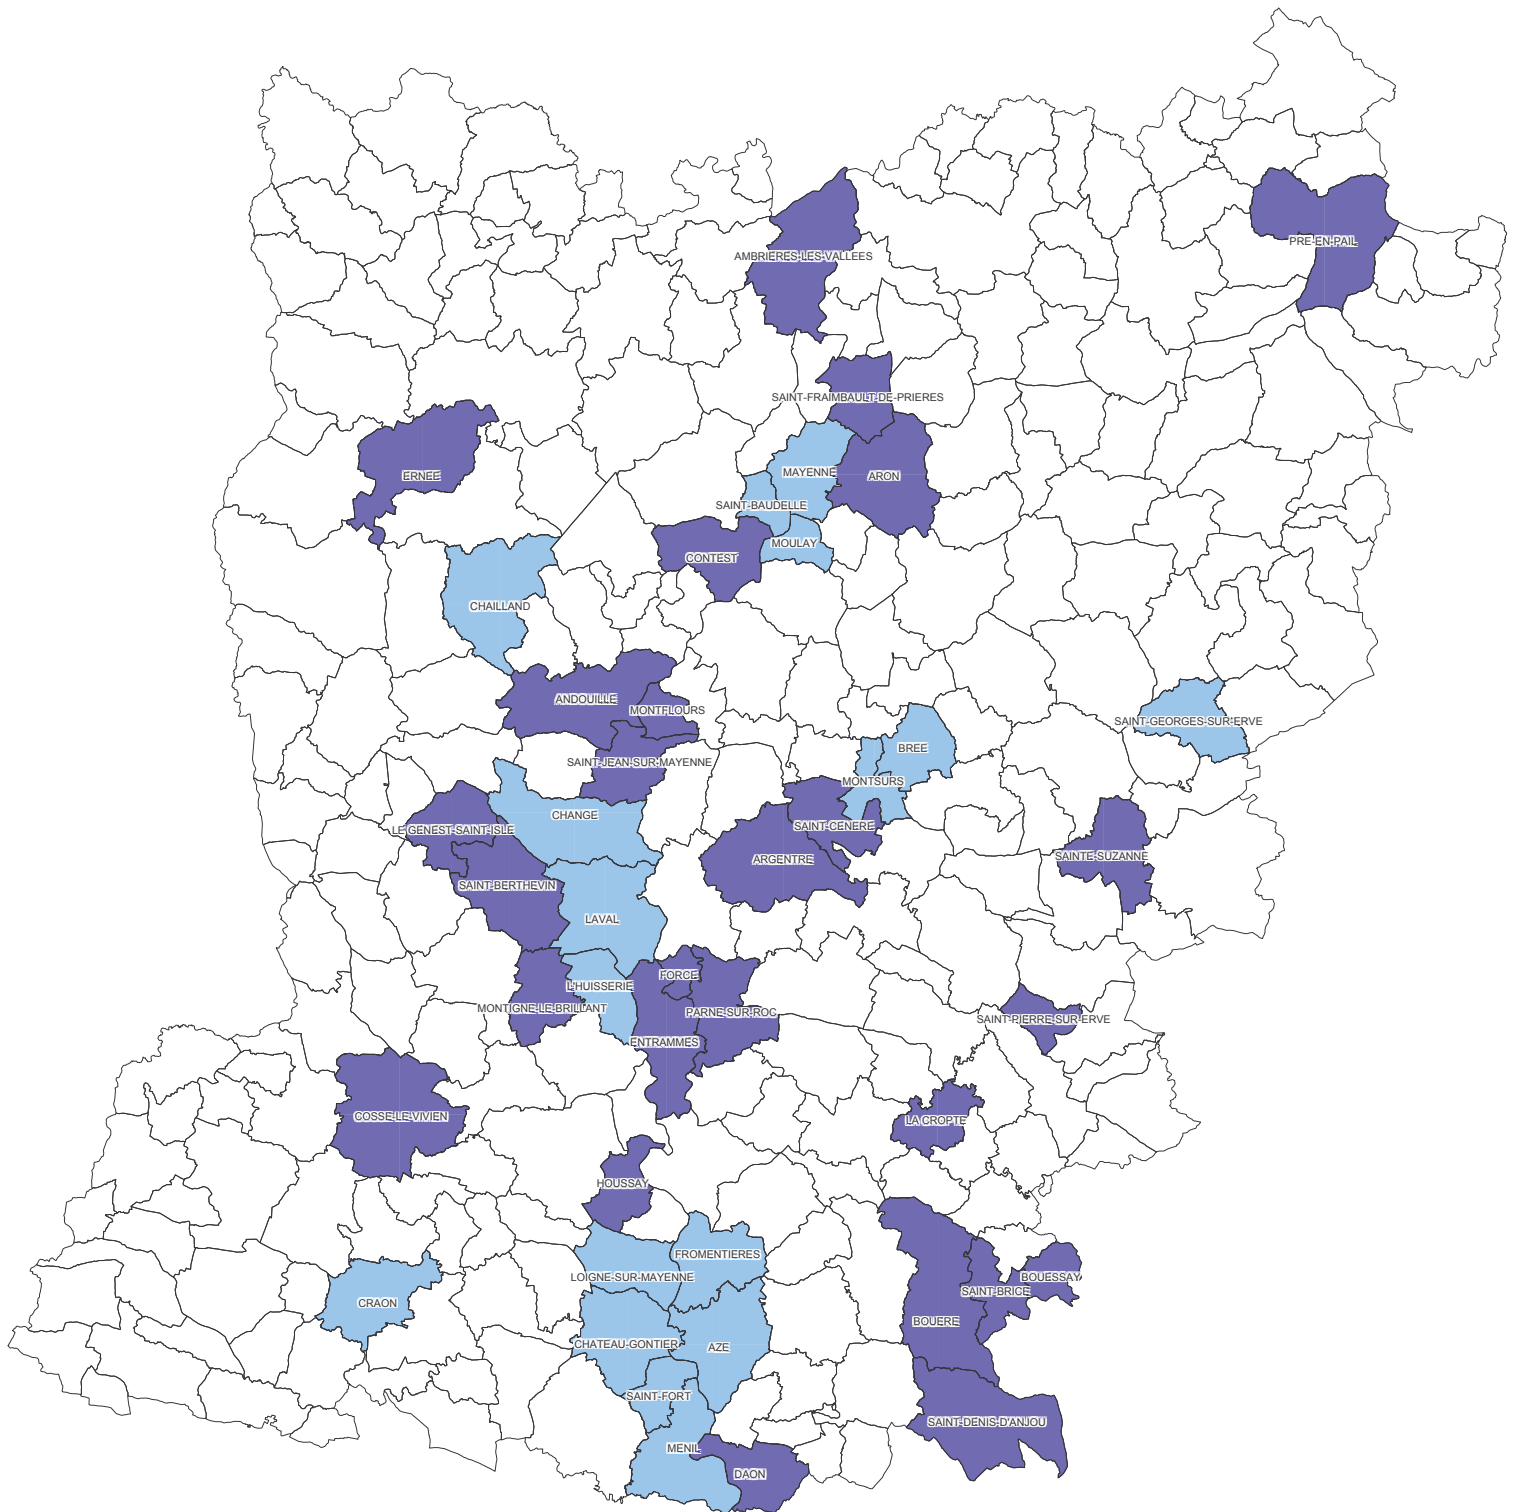 PRE-EN-PAIL
AMBRIERES-LES-VALLEES
SAINT-FRAIMBAULT-DE-PRIERES
MAYENNE
ARON
ERNEE
SAINT-BAUDELLE
MOULAY
CONTEST
CHAILLAND
ANDOUILLE
MONTFLOURS
SAINT-GEORGES-SUR-ERVE
BREE
SAINT-JEAN-SUR-MAYENNE
MONTSURS
CHANGE
SAINT-CENERE
LE GENEST-SAINT-ISLE
ARGENTRE
SAINTE-SUZANNE
SAINT-BERTHEVIN
LAVAL
FORCE
L'HUISSERIE
MONTIGNE-LE-BRILLANT
PARNE-SUR-ROC
SAINT-PIERRE-SUR-ERVE
ENTRAMMES
COSSE-LE-VIVIEN
LA CROPTE
HOUSSAY
FROMENTIERES
LOIGNE-SUR-MAYENNE
BOUESSAY
SAINT-BRICE
CRAON
BOUERE
CHATEAU-GONTIER
AZE
SAINT-FORT
SAINT-DENIS-D'ANJOU
MENIL
DAON